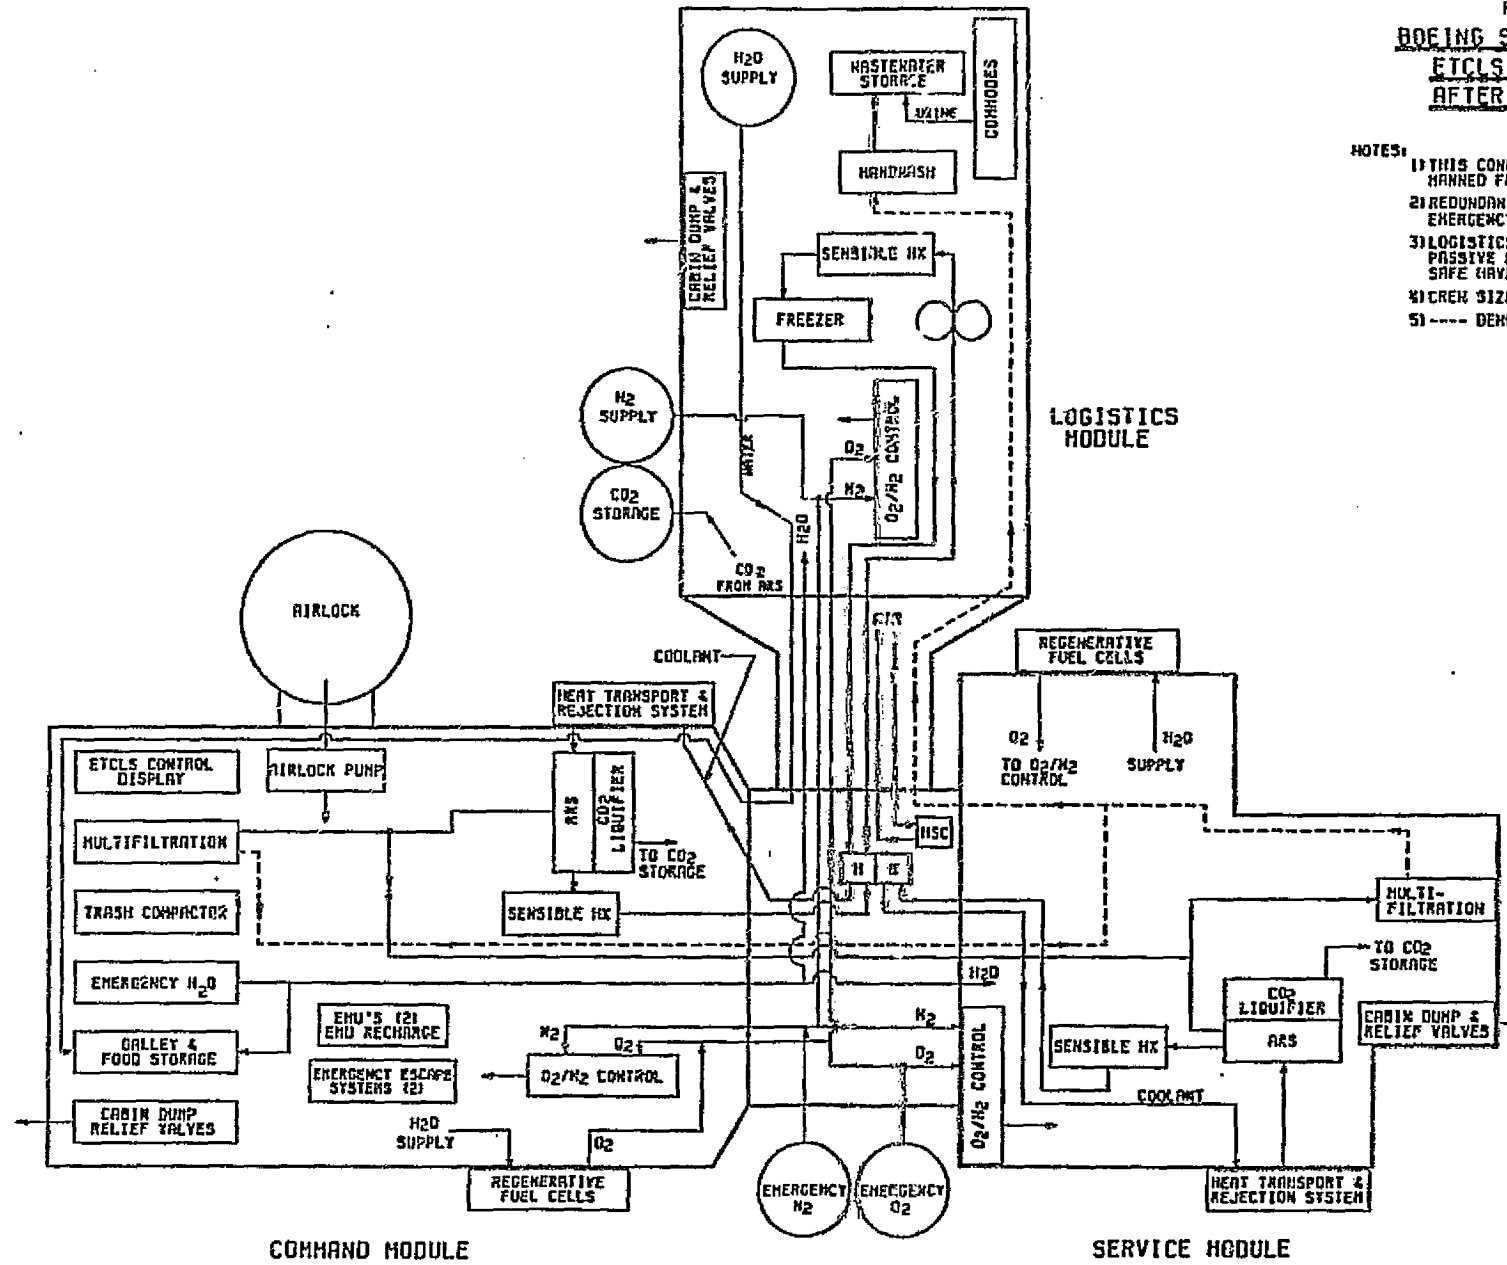 BOEING S
ETCLS
AFTER
NOTES:
1) THIS CON
MANNED F
2) REDUNDAN
EMERGENC
3) LOGISTICS
PASSIVE
SAFE HAV
4) CREW SIZ
5) ---- DEN
H2O
SUPPLY
WASTEWATER
STORAGE
URINE
COMMODES
HANDWASH
CABIN DUMP &
RELIEF VALVES
SENSIBLE HX
FREEZER
N2
SUPPLY
CO2
STORAGE
WATER
O2
N2
O2/N2 CONTROL
H2O
CO2
FROM ARS
LOGISTICS
MODULE
AIRLOCK
AIR
COOLANT
HEAT TRANSPORT &
REJECTION SYSTEM
REGENERATIVE
FUEL CELLS
ETCLS CONTROL
DISPLAY
AIRLOCK PUMP
ARS
CO2
LIQUIFIER
TO CO2
STORAGE
O2
TO O2/N2
CONTROL
H2O
SUPPLY
MULTIFILTRATION
HSC
H
TRASH COMPACTOR
SENSIBLE HX
MULTI-
FILTRATION
EMERGENCY H2O
H2O
TO CO2
STORAGE
CO2
LIQUIFIER
ARS
EMU'S (2)
EMU RECHARGE
N2
O2
N2
O2
SENSIBLE HX
CABIN DUMP &
RELIEF VALVES
GALLEY &
FOOD STORAGE
EMERGENCY ESCAPE
SYSTEMS (2)
O2/N2 CONTROL
O2/N2 CONTROL
COOLANT
CABIN DUMP
RELIEF VALVES
H2O
SUPPLY
O2
REGENERATIVE
FUEL CELLS
EMERGENCY
N2
EMERGENCY
O2
HEAT TRANSPORT &
REJECTION SYSTEM
COMMAND MODULE
SERVICE MODULE